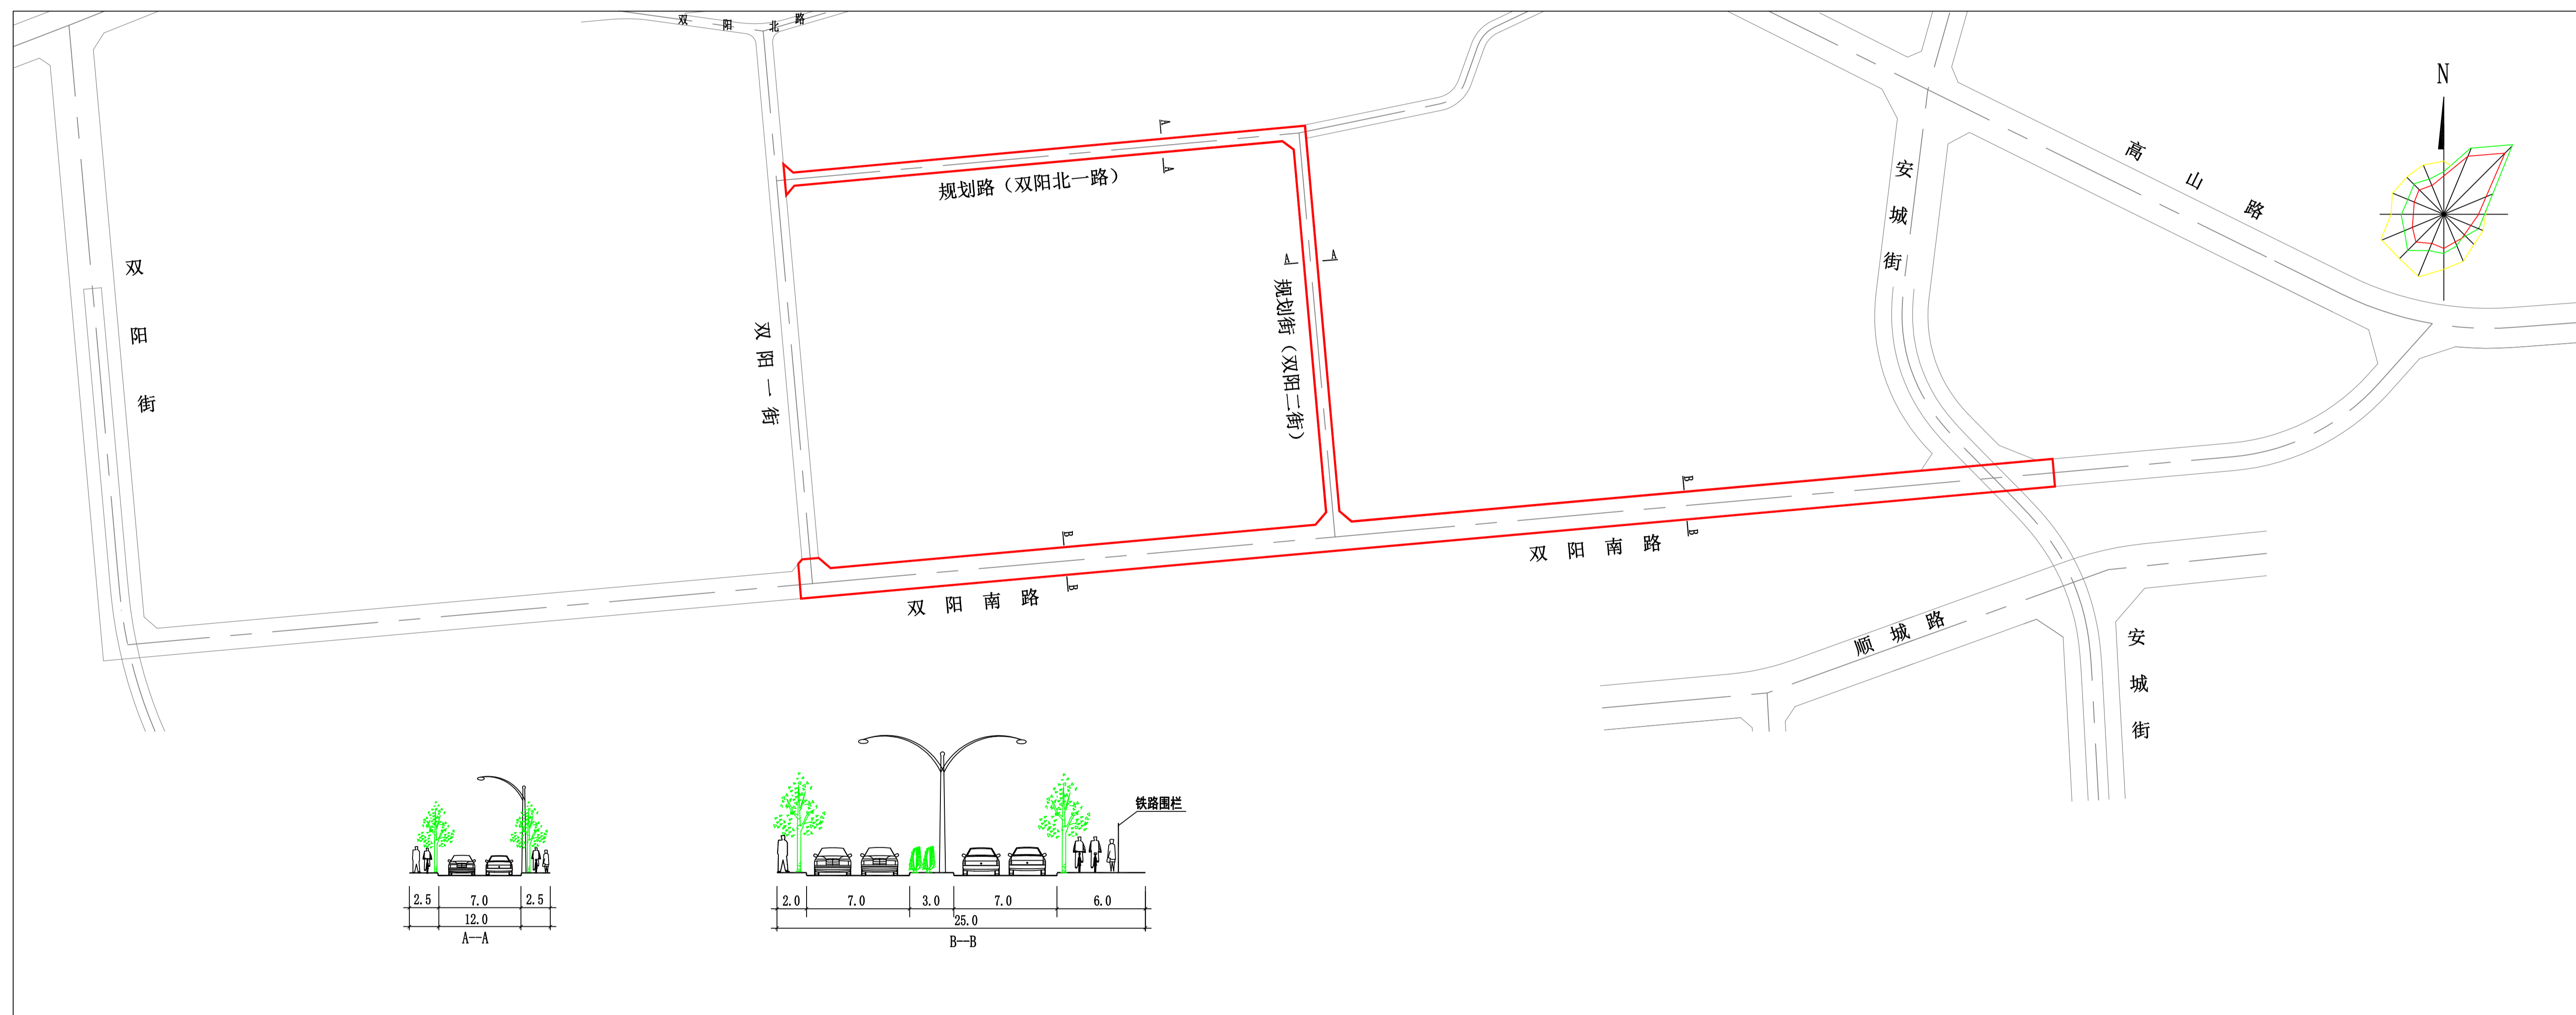 双阳北路
N
A
A
高山路
安城街
规划路（双阳北一路）
双阳街
A
A
规划街（双阳二街）
双阳一街
B
B
双阳南路
B
B
双阳南路
顺城路
安城街
铁路围栏
2.5 7.0 2.5
12.0
A--A
2.0 7.0 3.0 7.0 6.0
25.0
B--B